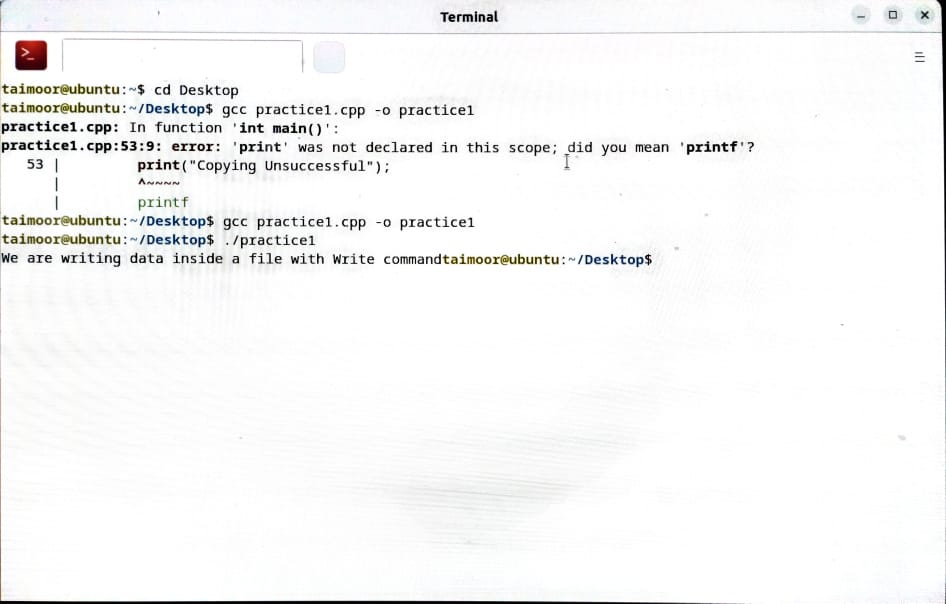 Terminal
taimoor@ubuntu:~$ cd Desktop
taimoor@ubuntu:~/Desktop$ gcc practice1.cpp -o practice1
practice1.cpp: In function 'int main()':
practice1.cpp:53:9: error: 'print' was not declared in this scope; did you mean 'printf'?
53 | print("Copying Unsuccessful");
| ^~~~~
| printf
taimoor@ubuntu:~/Desktop$ gcc practice1.cpp -o practice1
taimoor@ubuntu:~/Desktop$ ./practice1
We are writing data inside a file with Write commandtaimoor@ubuntu:~/Desktop$